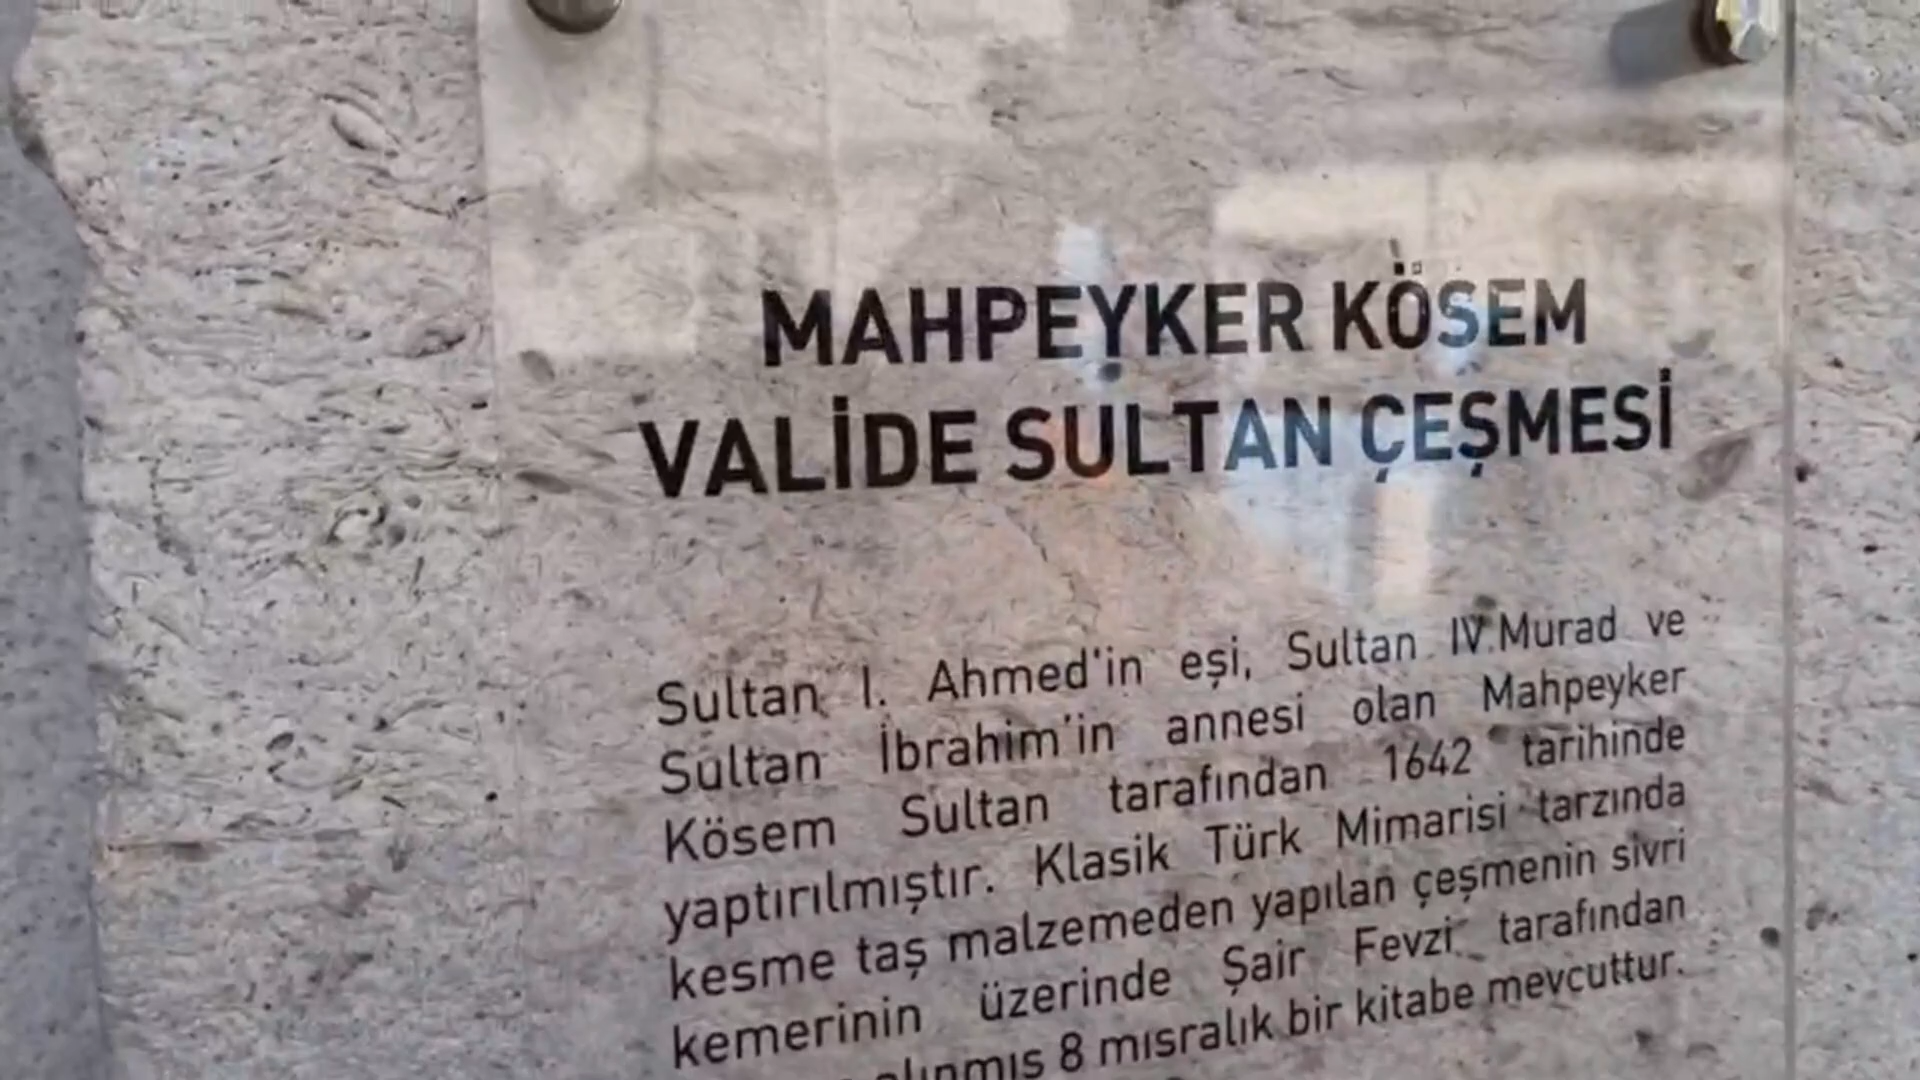 MAHPEYKER KÖSEM
VALİDE SULTAN ÇEŞMESİ
Sultan I. Ahmed'in eşi, Sultan IV.Murad ve
Sultan İbrahim'in annesi olan Mahpeyker
Kösem Sultan tarafından 1642 tarihinde
yaptırılmıştır. Klasik Türk Mimarisi tarzında
kesme taş malzemeden yapılan çeşmenin sivri
kemerinin üzerinde Şair Fevzi tarafından
alınmış 8 mısralık bir kitabe mevcuttur.